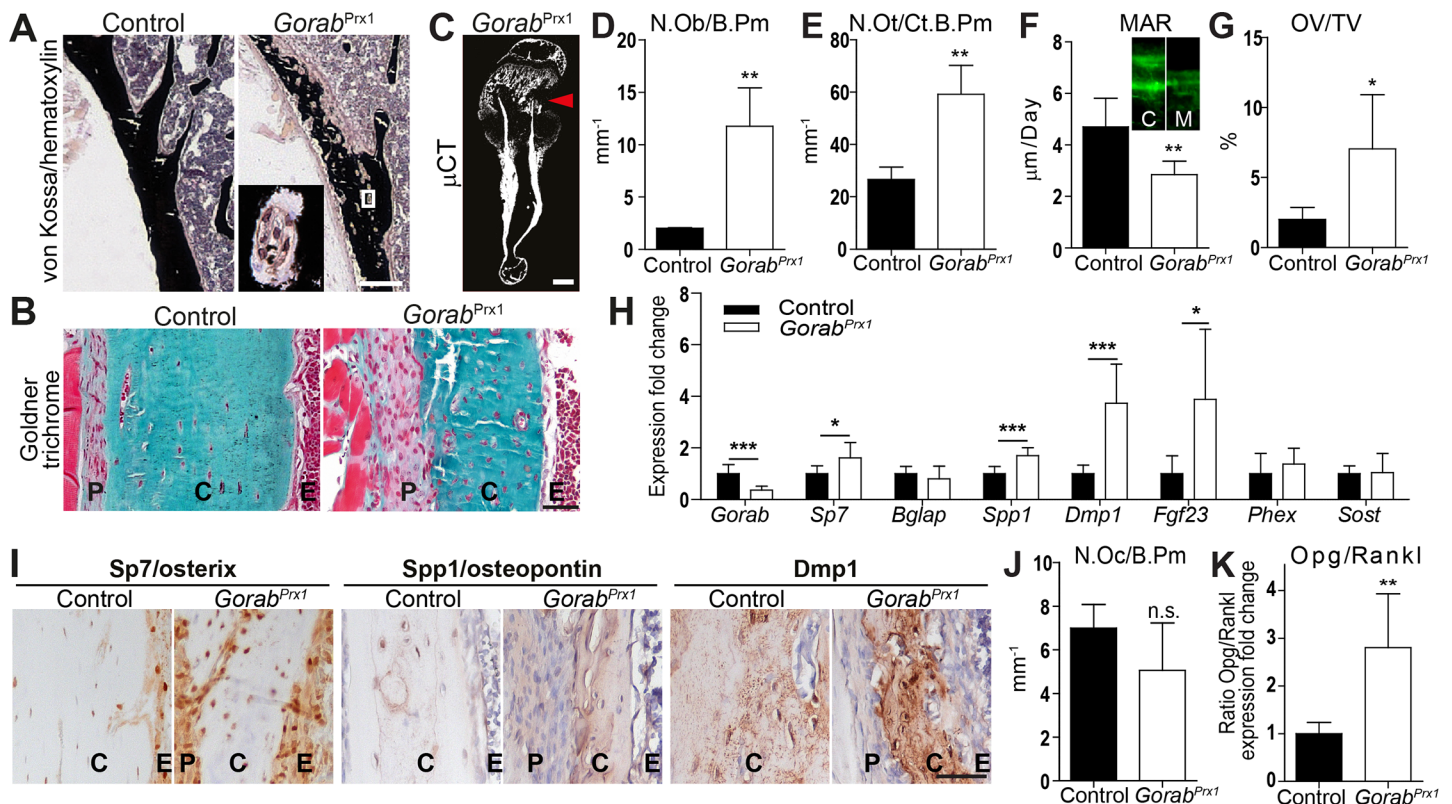 A
Control
Gorab^Prx1
von Kossa/hematoxylin
B
Control
Gorab^Prx1
Goldner
trichrome
P
C
E
P
C
E
C
Gorab^Prx1
µCT
D
N.Ob/B.Pm
mm-1
20
15
10
5
0
**
Control
Gorab^Prx1
E
N.Ot/Ct.B.Pm
mm-1
80
60
40
20
0
**
Control
Gorab^Prx1
F
MAR
µm/Day
8
6
4
2
0
C
M
**
Control
Gorab^Prx1
G
OV/TV
%
15
10
5
0
*
Control
Gorab^Prx1
H
Expression fold change
8
6
4
2
0
Control
Gorab^Prx1
***
*
***
***
*
Gorab
Sp7
Bglap
Spp1
Dmp1
Fgf23
Phex
Sost
I
Sp7/osterix
Spp1/osteopontin
Dmp1
Control
Gorab^Prx1
Control
Gorab^Prx1
Control
Gorab^Prx1
C
E
P
C
E
C
E
P
C
E
C
P
C
E
J
N.Oc/B.Pm
mm-1
10
8
6
4
2
0
n.s.
Control
Gorab^Prx1
K
Opg/Rankl
Ratio Opg/Rankl
expression fold change
4
3
2
1
0
**
Control
Gorab^Prx1